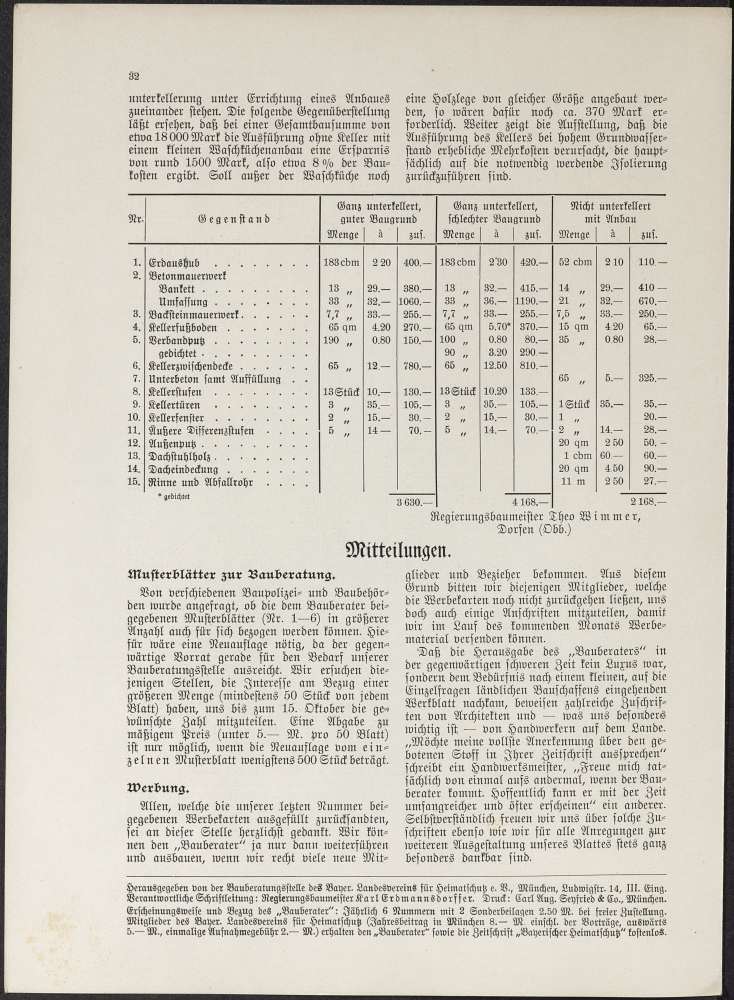 32
unterkellerung unter Errichtung eines Anbaues
zueinander stehen. Die folgende Gegenüberstellung
läßt ersehen, daß bei einer Gesamtbausumme von
etwa 18 000 Mark die Ausführung ohne Keller mit
einem kleinen Waschküchenanbau eine Ersparnis
von rund 1500 Mark, also etwa 8 % der Bau-
kosten ergibt. Soll außer der Waschküche noch
eine Holzlege von gleicher Größe angebaut wer-
den, so wären dafür noch ca. 370 Mark er-
forderlich. Weiter zeigt die Aufstellung, daß die
Ausführung des Kellers bei hohem Grundwasser-
stand erhebliche Mehrkosten verursacht, die haupt-
sächlich auf die notwendig werdende Isolierung
zurückzuführen sind.
Nr. Gegenstand Ganz unterkellert, guter Baugrund Ganz unterkellert, schlechter Baugrund Nicht unterkellert mit Anbau
Menge à zus. Menge à zus. Menge à zus.
1. Erdaushub 183 cbm 2 20 400.— 183 cbm 2'30 420.— 52 cbm 2 10 110 —
2. Betonmauerwerk
Bankett 13 „ 29.— 380.— 13 „ 32.— 415.— 14 „ 29.— 410 —
Umfassung 33 „ 32.— 1060.— 33 „ 36.— 1190.— 21 „ 32.— 670.—
3. Backsteinmauerwerk 7,7 „ 33.— 255.— 7,7 „ 33.— 255.— 7,5 „ 33.— 250.—
4. Kellerfußboden 65 qm 4.20 270.— 65 qm 5.70* 370.— 15 qm 4 20 65.—
5. Verbandputz 190 „ 0.80 150.— 100 „ 0.80 80.— 35 „ 0.80 28.—
gedichtet 90 „ 3.20 290 —
6. Kellerzwischendecke 65 „ 12 — 780.— 65 „ 12.50 810.—
7. Unterbeton samt Auffüllung 65 „ 5.— 325.—
8. Kellerstufen 13 Stück 10.— 130.— 13 Stück 10.20 133.—
9. Kellertüren 3 „ 35.— 105.— 3 „ 35.— 105.— 1 Stück 35.— 35.—
10. Kellerfenster 2 „ 15.— 30.— 2 „ 15.— 30.— 1 „ 20.—
11. Äußere Differenzstufen 5 „ 14 — 70.— 5 „ 14.— 70.— 2 „ 14.— 28.—
12. Außenputz 20 qm 2 50 50. –
13. Dachstuhlholz 1 cbm 60 — 60.—
14. Dacheindeckung 20 qm 4 50 90.—
15. Rinne und Abfallrohr 11 m 2 50 27.—
* gedichtet 3 630.— 4 168.— 2 168.—
Regierungsbaumeister Theo Wimmer,
Dorfen (Obb.)
Mitteilungen.
Musterblätter zur Bauberatung.
Von verschiedenen Baupolizei- und Baubehör-
den wurde angefragt, ob die dem Bauberater bei-
gegebenen Musterblätter (Nr. 1—6) in größerer
Anzahl auch für sich bezogen werden können. Hie-
für wäre eine Neuauflage nötig, da der gegen-
wärtige Vorrat gerade für den Bedarf unserer
Bauberatungsstelle ausreicht. Wir ersuchen die-
jenigen Stellen, die Interesse am Bezug einer
größeren Menge (mindestens 50 Stück von jedem
Blatt) haben, uns bis zum 15. Oktober die ge-
wünschte Zahl mitzuteilen. Eine Abgabe zu
mäßigem Preis (unter 5.— M. pro 50 Blatt)
ist nur möglich, wenn die Neuauflage vom ein-
zelnen Musterblatt wenigstens 500 Stück beträgt.
Werbung.
Allen, welche die unserer letzten Nummer bei-
gegebenen Werbekarten ausgefüllt zurücksandten,
sei an dieser Stelle herzlichst gedankt. Wir kön-
nen den „Bauberater“ ja nur dann weiterführen
und ausbauen, wenn wir recht viele neue Mit-
glieder und Bezieher bekommen. Aus diesem
Grund bitten wir diejenigen Mitglieder, welche
die Werbekarten noch nicht zurückgehen ließen, uns
doch auch einige Anschriften mitzuteilen, damit
wir im Lauf des kommenden Monats Werbe-
material versenden können.
Daß die Herausgabe des „Bauberaters“ in
der gegenwärtigen schweren Zeit kein Luxus war,
sondern dem Bedürfnis nach einem kleinen, auf die
Einzelfragen ländlichen Bauschaffens eingehenden
Werkblatt nachkam, beweisen zahlreiche Zuschrif-
ten von Architekten und — was uns besonders
wichtig ist — von Handwerkern auf dem Lande.
„Möchte meine vollste Anerkennung über den ge-
botenen Stoff in Ihrer Zeitschrift aussprechen“
schreibt ein Handwerksmeister, „Freue mich tat-
sächlich von einmal aufs andermal, wenn der Bau-
berater kommt. Hoffentlich kann er mit der Zeit
umfangreicher und öfter erscheinen“ ein anderer.
Selbstverständlich freuen wir uns über solche Zu-
schriften ebenso wie wir für alle Anregungen zur
weiteren Ausgestaltung unseres Blattes stets ganz
besonders dankbar sind.
Herausgegeben von der Bauberatungsstelle des Bayer. Landesvereins für Heimatschutz e. V., München, Ludwigstr. 14, III. Eing.
Verantwortliche Schriftleitung: Regierungsbaumeister Karl Erdmannsdorffer. Druck: Carl Aug. Seyfried & Co., München.
Erscheinungsweise und Bezug des „Bauberater“: Jährlich 6 Nummern mit 2 Sonderbeilagen 2.50 M. bei freier Zustellung.
Mitglieder des Bayer. Landesvereins für Heimatschutz (Jahresbeitrag in München 8.— M. einschl. der Vorträge, auswärts
5.— M., einmalige Aufnahmegebühr 2.— M.) erhalten den „Bauberater“ sowie die Zeitschrift „Bayerischer Heimatschutz“ kostenlos.